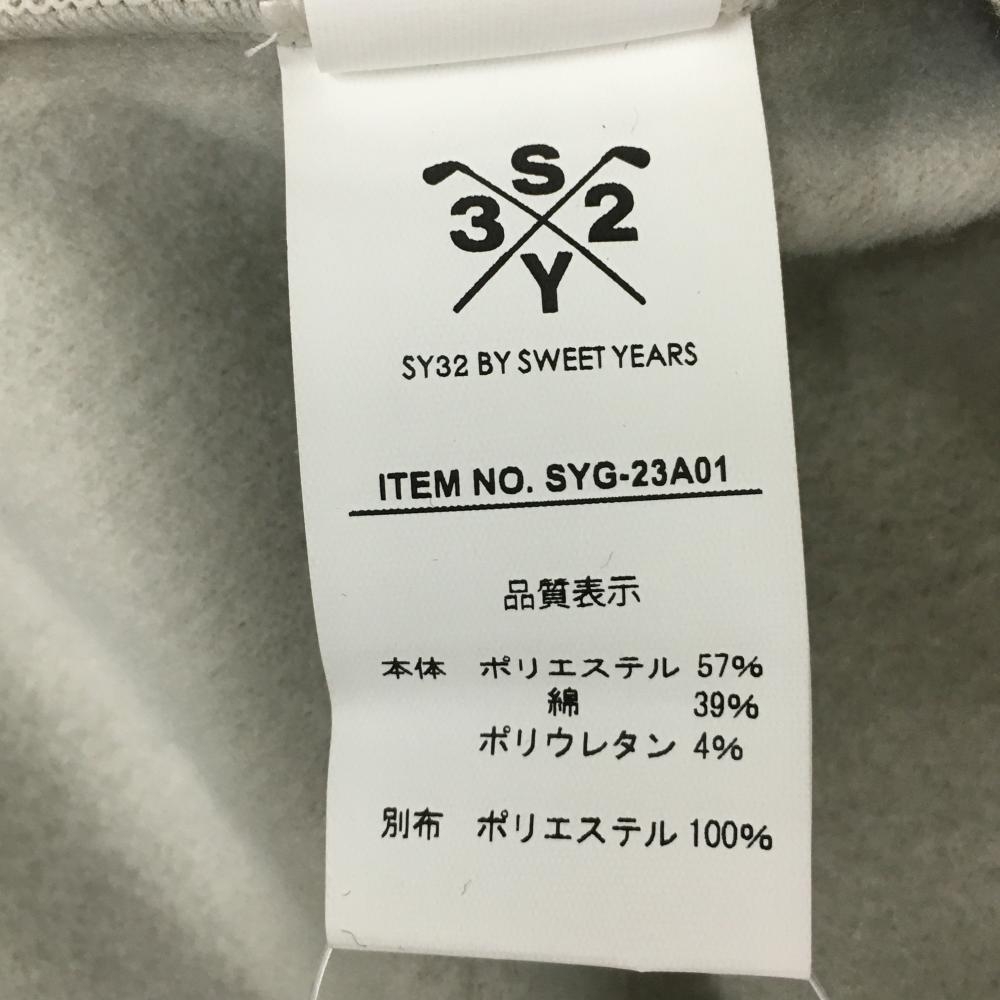 S
3 2
Y
SY32 BY SWEET YEARS
ITEM NO. SYG-23A01
品質表示
本体 ポリエステル 57%
綿 39%
ポリウレタン 4%
別布 ポリエステル 100%